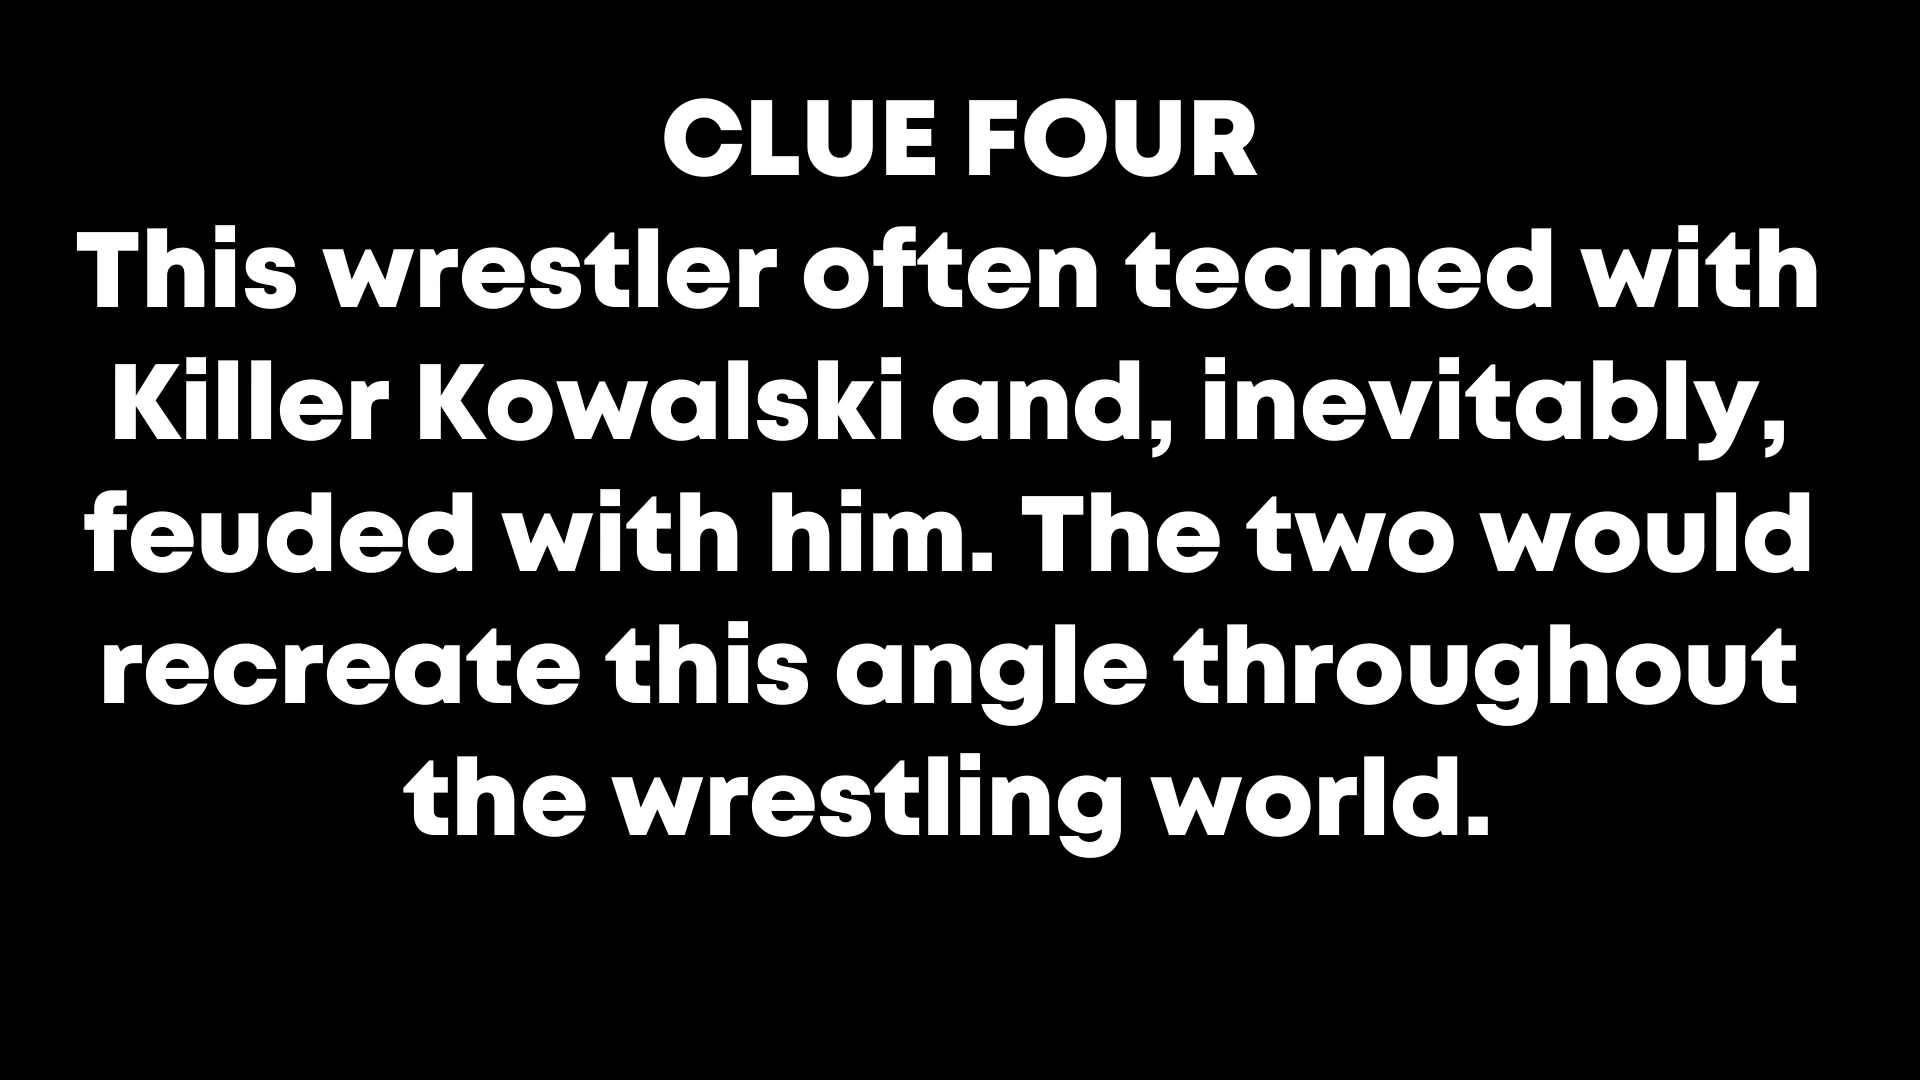 CLUE FOUR
This wrestler often teamed with
Killer Kowalski and, inevitably,
feuded with him. The two would
recreate this angle throughout
the wrestling world.